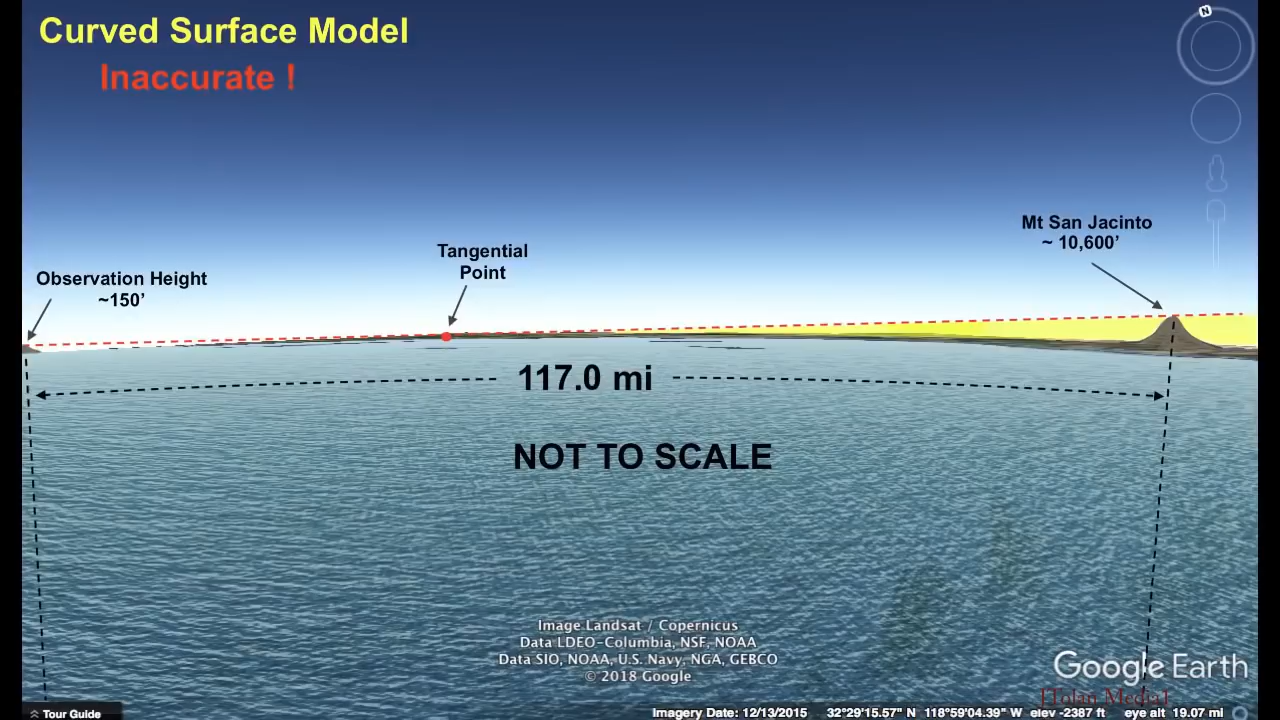 Curved Surface Model
Inaccurate !
N
Mt San Jacinto
~ 10,600’
Tangential
Point
Observation Height
~150’
117.0 mi
NOT TO SCALE
Image Landsat / Copernicus
Data LDEO-Columbia, NSF, NOAA
Data SIO, NOAA, U.S. Navy, NGA, GEBCO
© 2018 Google
Google Earth
JTolan Media1
Tour Guide
Imagery Date: 12/13/2015 32°29'15.57" N 118°59'04.39" W elev -2387 ft eye alt 19.07 mi